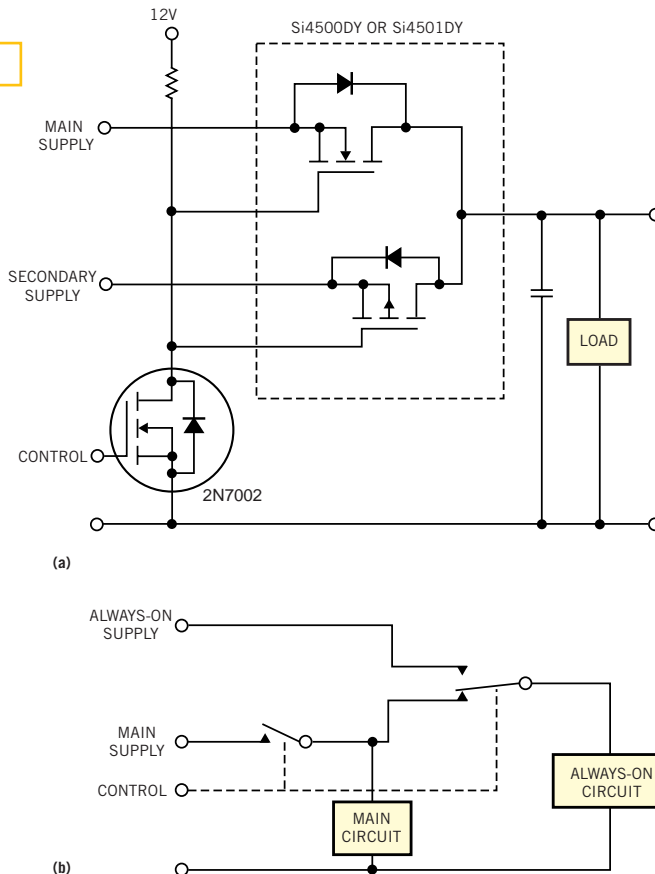 12V
Si4500DY OR Si4501DY
MAIN
SUPPLY
SECONDARY
SUPPLY
LOAD
CONTROL
2N7002
(a)
ALWAYS-ON
SUPPLY
MAIN
SUPPLY
CONTROL
ALWAYS-ON
CIRCUIT
MAIN
CIRCUIT
(b)